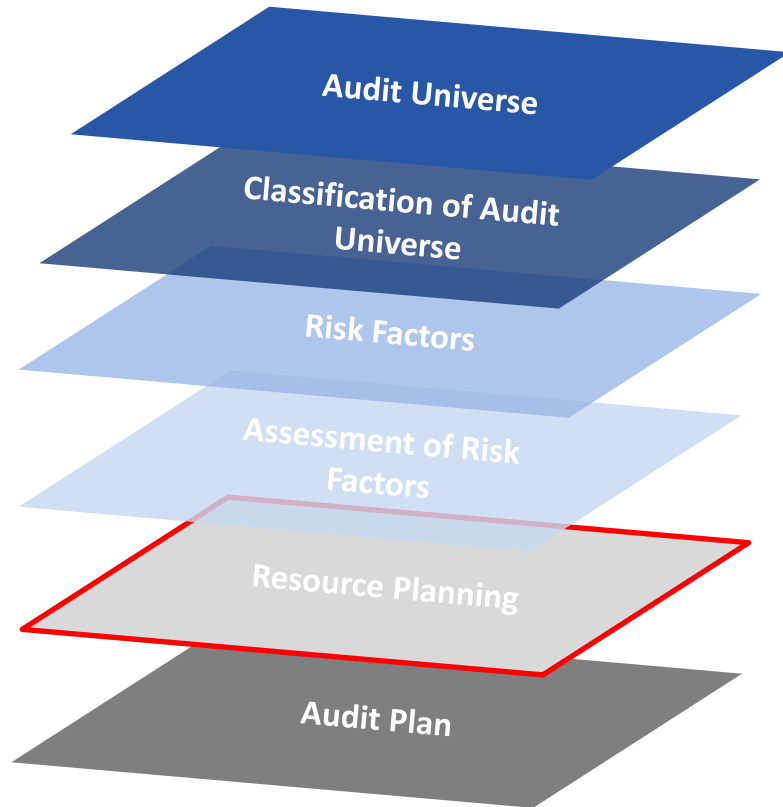 Audit Universe
Classification of Audit
Universe
Risk Factors
Assessment of Risk
Factors
Resource Planning
Audit Plan